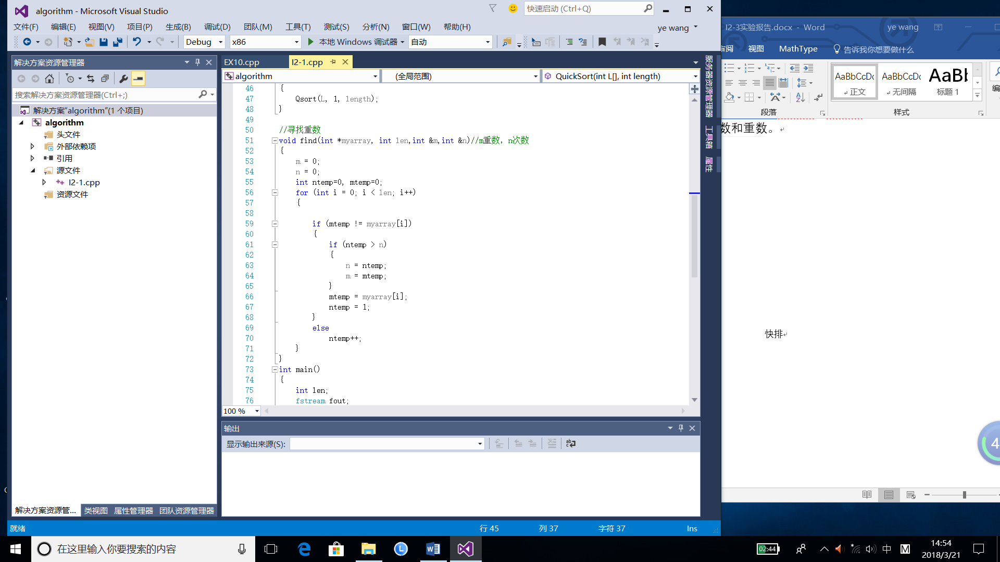 algorithm - Microsoft Visual Studio
快速启动 (Ctrl+Q)
文件(F) 编辑(E) 视图(V) 项目(P) 生成(B) 调试(D) 团队(M) 工具(T) 测试(S) 分析(N) 窗口(W) 帮助(H)
ye wang
Debug x86 本地 Windows 调试器 自动
解决方案资源管理器
搜索解决方案资源管理器(Ctrl+;)
解决方案"algorithm"(1 个项目)
algorithm
头文件
外部依赖项
引用
源文件
I2-1.cpp
资源文件
解决方案资源管... 类视图 属性管理器 团队资源管理器
EX10.cpp I2-1.cpp
algorithm (全局范围) QuickSort(int L[], int length)
46 {
47 Qsort(L, 1, length);
48 }
49
50 //寻找重数
51 void find(int *myarray, int len,int &m,int &n)//m重数，n次数
52 {
53 m = 0;
54 n = 0;
55 int ntemp=0, mtemp=0;
56 for (int i = 0; i < len; i++)
57 {
58
59 if (mtemp != myarray[i])
60 {
61 if (ntemp > n)
62 {
63 n = ntemp;
64 m = mtemp;
65 }
66 mtemp = myarray[i];
67 ntemp = 1;
68 }
69 else
70 ntemp++;
71 }
72 }
73 int main()
74 {
75 int len;
76 fstream fout;
100 %
输出
显示输出来源(S):
服务器资源管理器
工具箱
属性
就绪 行 45 列 37 字符 37 Ins
I2-3实验报告.docx - Word ye wang
审阅 视图 MathType 告诉我你想要做什么
AaBbCcDc AaBbCcDc AaBb
正文 无间隔 标题 1
段落 样式
数和重数。
快排
4
在这里输入你要搜索的内容
02:44
中 M
14:54
2018/3/21